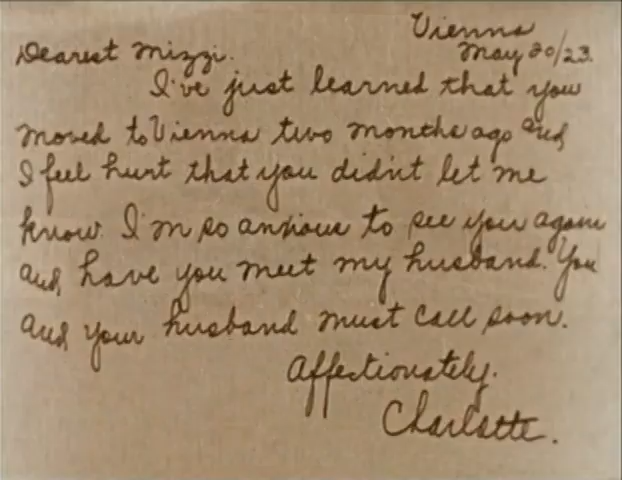 Vienna
May 20/23.
Dearest Mizzi.
I've just learned that you
moved to Vienna two months ago and
I feel hurt that you didn't let me
know. I'm so anxious to see you again
and have you meet my husband. You
and your husband must call soon.
Affectionately.
Charlotte.